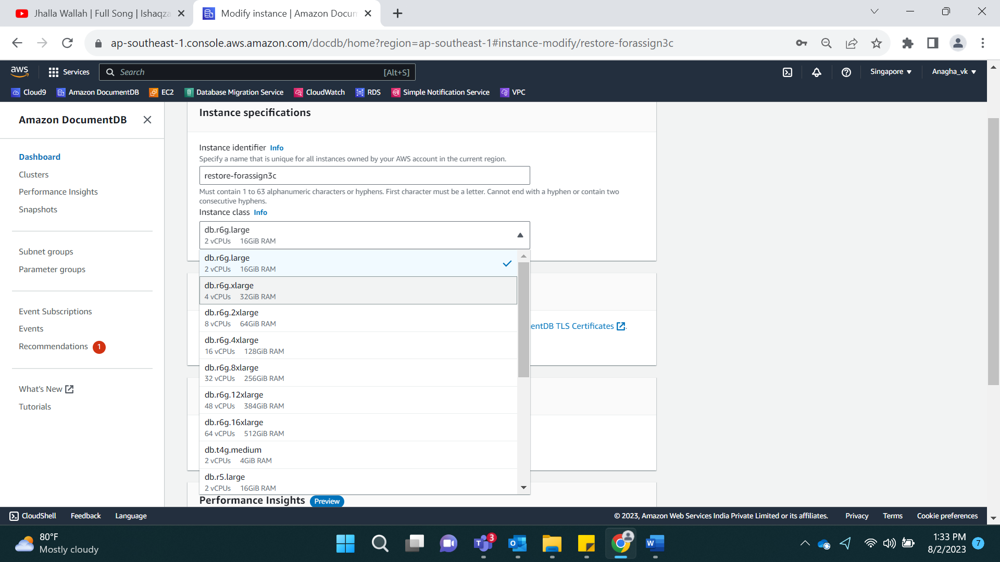 Jhalla Wallah | Full Song | Ishaqza
Modify instance | Amazon Docum
ap-southeast-1.console.aws.amazon.com/docdb/home?region=ap-southeast-1#instance-modify/restore-forassign3c
aws
Services
Search
[Alt+S]
Singapore
Anagha_vk
Cloud9
Amazon DocumentDB
EC2
Database Migration Service
CloudWatch
RDS
Simple Notification Service
VPC
Amazon DocumentDB
Dashboard
Clusters
Performance Insights
Snapshots
Subnet groups
Parameter groups
Event Subscriptions
Events
Recommendations 1
What's New
Tutorials
Instance specifications
Instance identifier Info
Specify a name that is unique for all instances owned by your AWS account in the current region.
restore-forassign3c
Must contain 1 to 63 alphanumeric characters or hyphens. First character must be a letter. Cannot end with a hyphen or contain two
consecutive hyphens.
Instance class Info
db.r6g.large
2 vCPUs 16GiB RAM
db.r6g.large
2 vCPUs 16GiB RAM
db.r6g.xlarge
4 vCPUs 32GiB RAM
db.r6g.2xlarge
8 vCPUs 64GiB RAM
entDB TLS Certificates .
db.r6g.4xlarge
16 vCPUs 128GiB RAM
db.r6g.8xlarge
32 vCPUs 256GiB RAM
db.r6g.12xlarge
48 vCPUs 384GiB RAM
db.r6g.16xlarge
64 vCPUs 512GiB RAM
db.t4g.medium
2 vCPUs 4GiB RAM
db.r5.large
2 vCPUs 16GiB RAM
Performance Insights Preview
CloudShell
Feedback
Language
© 2023, Amazon Web Services India Private Limited or its affiliates.
Privacy
Terms
Cookie preferences
80°F
Mostly cloudy
3
1:33 PM
8/2/2023
7